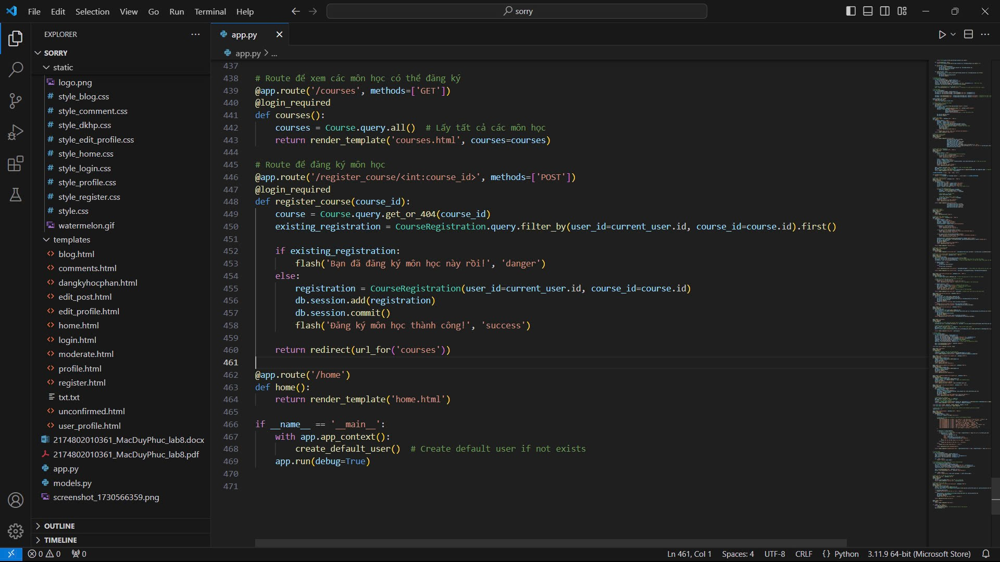 File Edit Selection View Go Run Terminal Help
sorry
EXPLORER
SORRY
static
logo.png
style_blog.css
style_comment.css
style_dkhp.css
style_edit_profile.css
style_home.css
style_login.css
style_profile.css
style_register.css
style.css
watermelon.gif
templates
blog.html
comments.html
dangkyhocphan.html
edit_post.html
edit_profile.html
home.html
login.html
moderate.html
profile.html
register.html
txt.txt
unconfirmed.html
user_profile.html
2174802010361_MacDuyPhuc_lab8.docx
2174802010361_MacDuyPhuc_lab8.pdf
app.py
models.py
screenshot_1730566359.png
OUTLINE
TIMELINE
app.py
app.py > ...
437
438 # Route để xem các môn học có thể đăng ký
439 @app.route('/courses', methods=['GET'])
440 @login_required
441 def courses():
442 courses = Course.query.all() # Lấy tất cả các môn học
443 return render_template('courses.html', courses=courses)
444
445 # Route để đăng ký môn học
446 @app.route('/register_course/<int:course_id>', methods=['POST'])
447 @login_required
448 def register_course(course_id):
449 course = Course.query.get_or_404(course_id)
450 existing_registration = CourseRegistration.query.filter_by(user_id=current_user.id, course_id=course.id).first()
451
452 if existing_registration:
453 flash('Bạn đã đăng ký môn học này rồi!', 'danger')
454 else:
455 registration = CourseRegistration(user_id=current_user.id, course_id=course.id)
456 db.session.add(registration)
457 db.session.commit()
458 flash('Đăng ký môn học thành công!', 'success')
459
460 return redirect(url_for('courses'))
461
462 @app.route('/home')
463 def home():
464 return render_template('home.html')
465
466 if __name__ == '__main__':
467 with app.app_context():
468 create_default_user() # Create default user if not exists
469 app.run(debug=True)
470
471
0 0 0
Ln 461, Col 1 Spaces: 4 UTF-8 CRLF {} Python 3.11.9 64-bit (Microsoft Store)